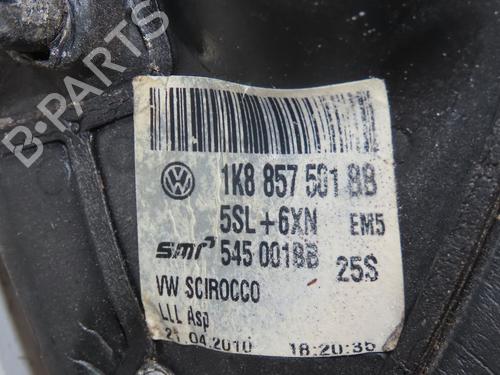 B-PARTS
1K8 857 501 BB
5SL+6XN EM5
smr 545 001BB 25S
VW SCIROCCO
LLL Asp
21.04.2010 18:20:35